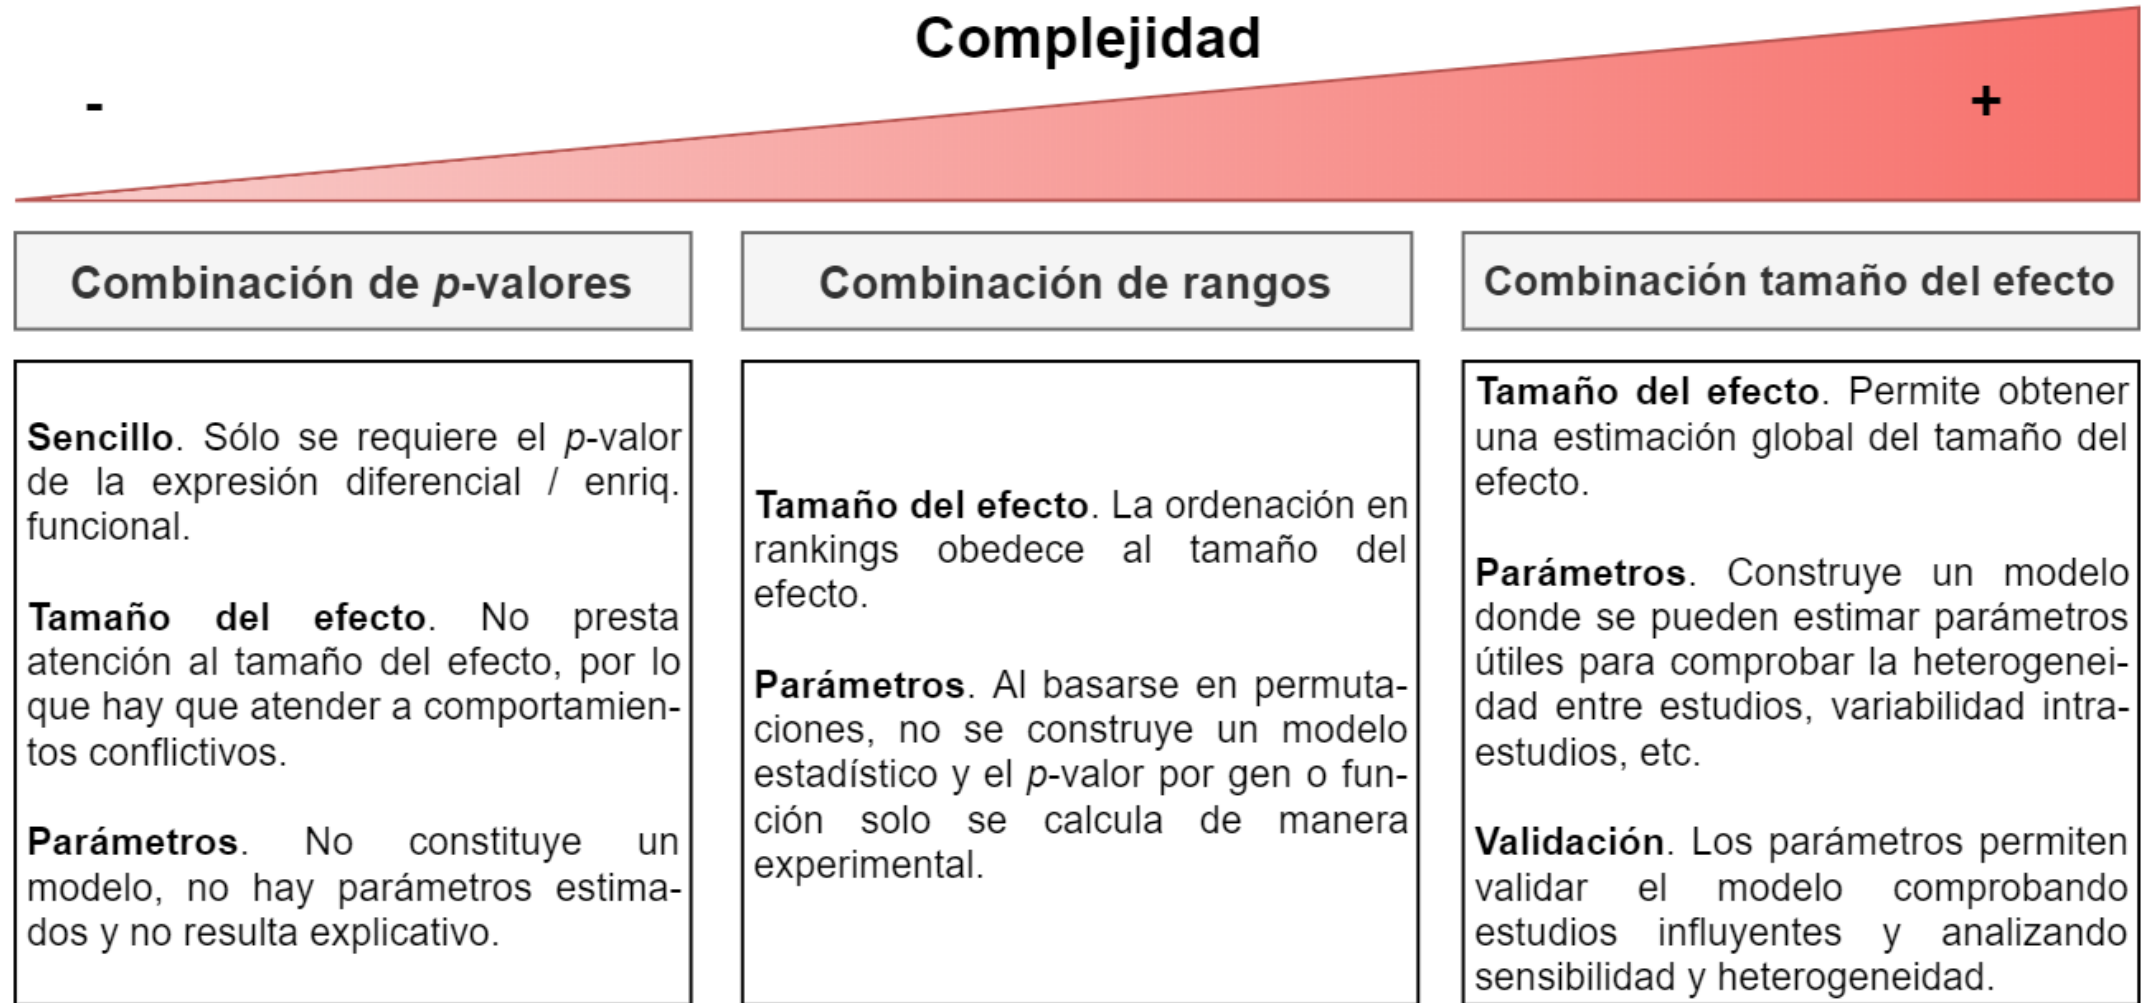 Complejidad
-
+
Combinación de p-valores
Combinación de rangos
Combinación tamaño del efecto
Sencillo. Sólo se requiere el p-valor
de la expresión diferencial / enriq.
funcional.
Tamaño del efecto. No presta
atención al tamaño del efecto, por lo
que hay que atender a comportamien-
tos conflictivos.
Parámetros. No constituye un
modelo, no hay parámetros estima-
dos y no resulta explicativo.
Tamaño del efecto. La ordenación en
rankings obedece al tamaño del
efecto.
Parámetros. Al basarse en permuta-
ciones, no se construye un modelo
estadístico y el p-valor por gen o fun-
ción solo se calcula de manera
experimental.
Tamaño del efecto. Permite obtener
una estimación global del tamaño del
efecto.
Parámetros. Construye un modelo
donde se pueden estimar parámetros
útiles para comprobar la heterogenei-
dad entre estudios, variabilidad intra-
estudios, etc.
Validación. Los parámetros permiten
validar el modelo comprobando
estudios influyentes y analizando
sensibilidad y heterogeneidad.